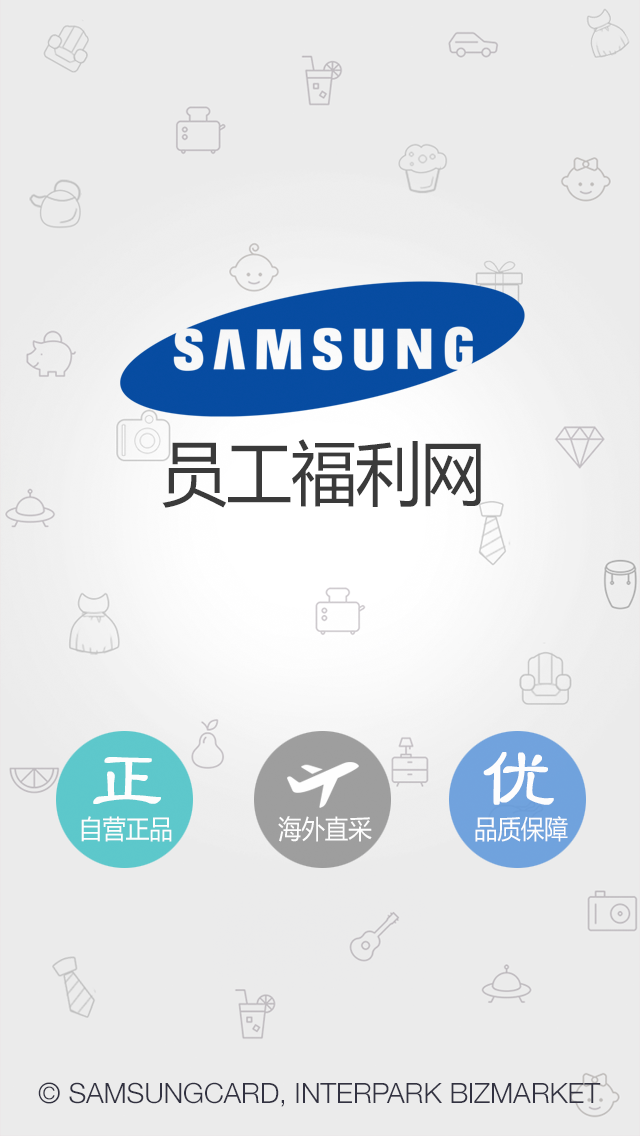 SAMSUNG
员工福利网
正
自营正品
海外直采
优
品质保障
© SAMSUNGCARD, INTERPARK BIZMARKET